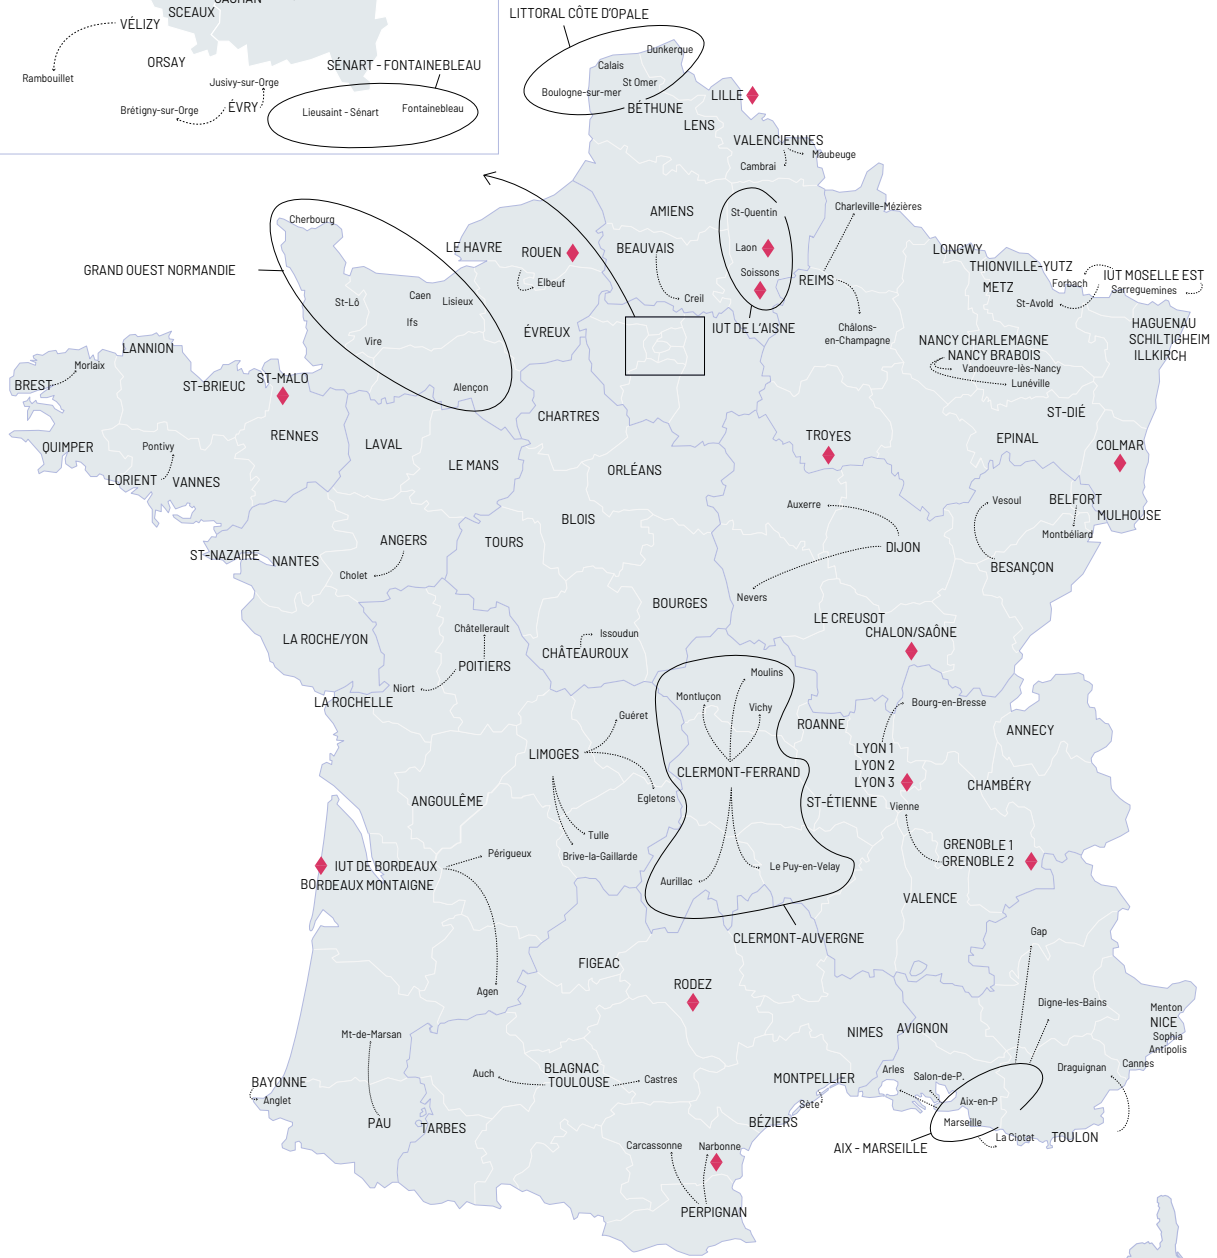 SCEAUX
VÉLIZY
ORSAY
Rambouillet
Jusivy-sur-Orge
Brétigny-sur-Orge
ÉVRY
SÉNART - FONTAINEBLEAU
Lieusaint - Sénart
Fontainebleau
LITTORAL CÔTE D'OPALE
Dunkerque
Calais
St Omer
Boulogne-sur-mer
BÉTHUNE
LILLE
LENS
VALENCIENNES
Maubeuge
Cambrai
Cherbourg
GRAND OUEST NORMANDIE
LE HAVRE
ROUEN
Elbeuf
AMIENS
BEAUVAIS
Creil
St-Quentin
Laon
Soissons
IUT DE L'AISNE
Charleville-Mézières
REIMS
Châlons-
en-Champagne
LONGWY
THIONVILLE-YUTZ
METZ
Forbach
St-Avold
IUT MOSELLE EST
Sarreguemines
St-Lô
Caen
Lisieux
Ifs
Vire
Alençon
ÉVREUX
HAGUENAU
SCHILTIGHEIM
ILLKIRCH
NANCY CHARLEMAGNE
NANCY BRABOIS
Vandoeuvre-lès-Nancy
Lunéville
LANNION
Morlaix
BREST
ST-BRIEUC
ST-MALO
CHARTRES
ST-DIÉ
QUIMPER
Pontivy
RENNES
LAVAL
TROYES
EPINAL
COLMAR
LORIENT
VANNES
LE MANS
ORLÉANS
Auxerre
Vesoul
BELFORT
MULHOUSE
Montbéliard
BLOIS
ST-NAZAIRE
NANTES
ANGERS
Cholet
TOURS
DIJON
BESANÇON
Nevers
BOURGES
LE CREUSOT
CHALON/SAÔNE
LA ROCHE/YON
Châtellerault
POITIERS
Niort
Issoudun
CHÂTEAUROUX
LA ROCHELLE
Moulins
Montluçon
Vichy
CLERMONT-FERRAND
Bourg-en-Bresse
ROANNE
ANNECY
Guéret
LIMOGES
Egletons
LYON 1
LYON 2
LYON 3
CHAMBÉRY
ANGOULÊME
ST-ÉTIENNE
Vienne
Tulle
Brive-la-Gaillarde
GRENOBLE 1
GRENOBLE 2
IUT DE BORDEAUX
BORDEAUX MONTAIGNE
Périgueux
Aurillac
Le Puy-en-Velay
VALENCE
CLERMONT-AUVERGNE
Gap
FIGEAC
Agen
RODEZ
Digne-les-Bains
Menton
NICE
Sophia
Antipolis
Cannes
Mt-de-Marsan
NIMES
AVIGNON
Draguignan
BAYONNE
Anglet
PAU
TARBES
Auch
BLAGNAC
TOULOUSE
Castres
MONTPELLIER
Sète
BÉZIERS
Arles
Salon-de-P.
Aix-en-P
Marseille
La Ciotat
AIX - MARSEILLE
TOULON
Carcassonne
Narbonne
PERPIGNAN